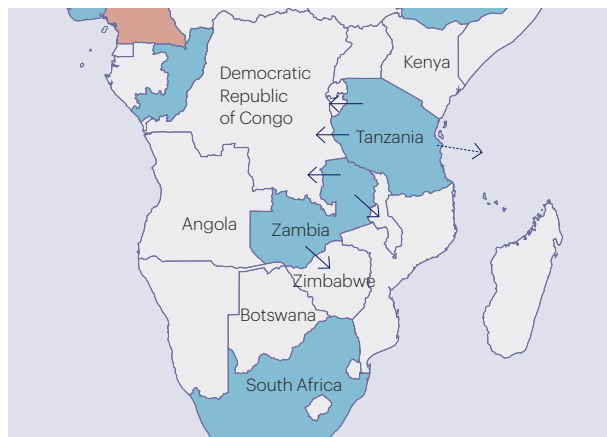 Democratic
Republic
of Congo
Kenya
Tanzania
Angola
Zambia
Zimbabwe
Botswana
South Africa